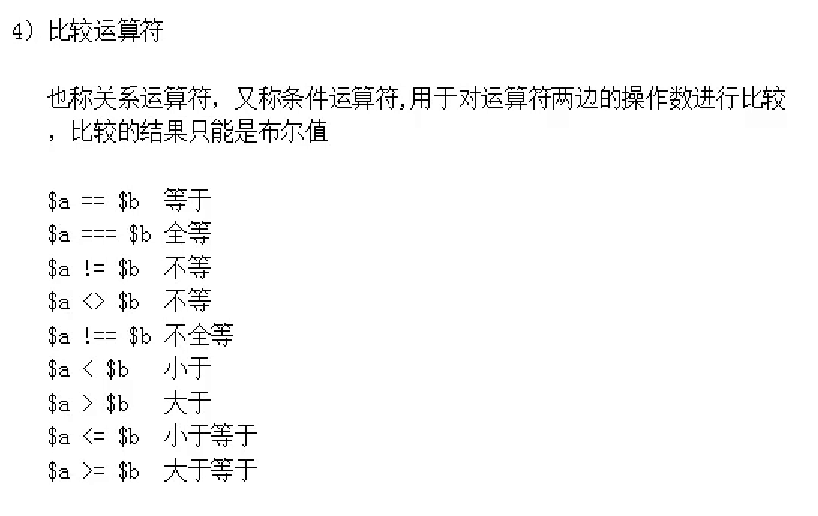 4) 比较运算符
也称关系运算符，又称条件运算符,用于对运算符两边的操作数进行比较
，比较的结果只能是布尔值
$a == $b 等于
$a === $b 全等
$a != $b 不等
$a <> $b 不等
$a !== $b 不全等
$a < $b 小于
$a > $b 大于
$a <= $b 小于等于
$a >= $b 大于等于